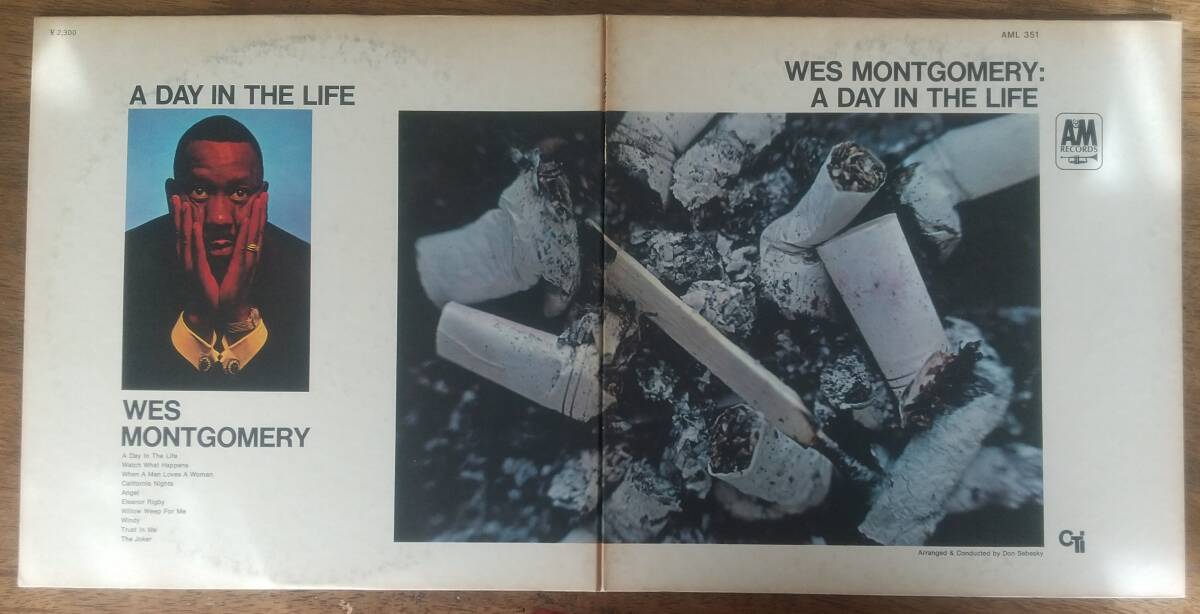 ¥ 2,300
A DAY IN THE LIFE
WES
MONTGOMERY
A Day In The Life
Watch What Happens
When A Man Loves A Woman
California Nights
Angel
Eleanor Rigby
Willow Weep For Me
Windy
Trust In Me
The Joker
AML 351
WES MONTGOMERY:
A DAY IN THE LIFE
A&M
RECORDS
Arranged & Conducted by Don Sebesky
CTi